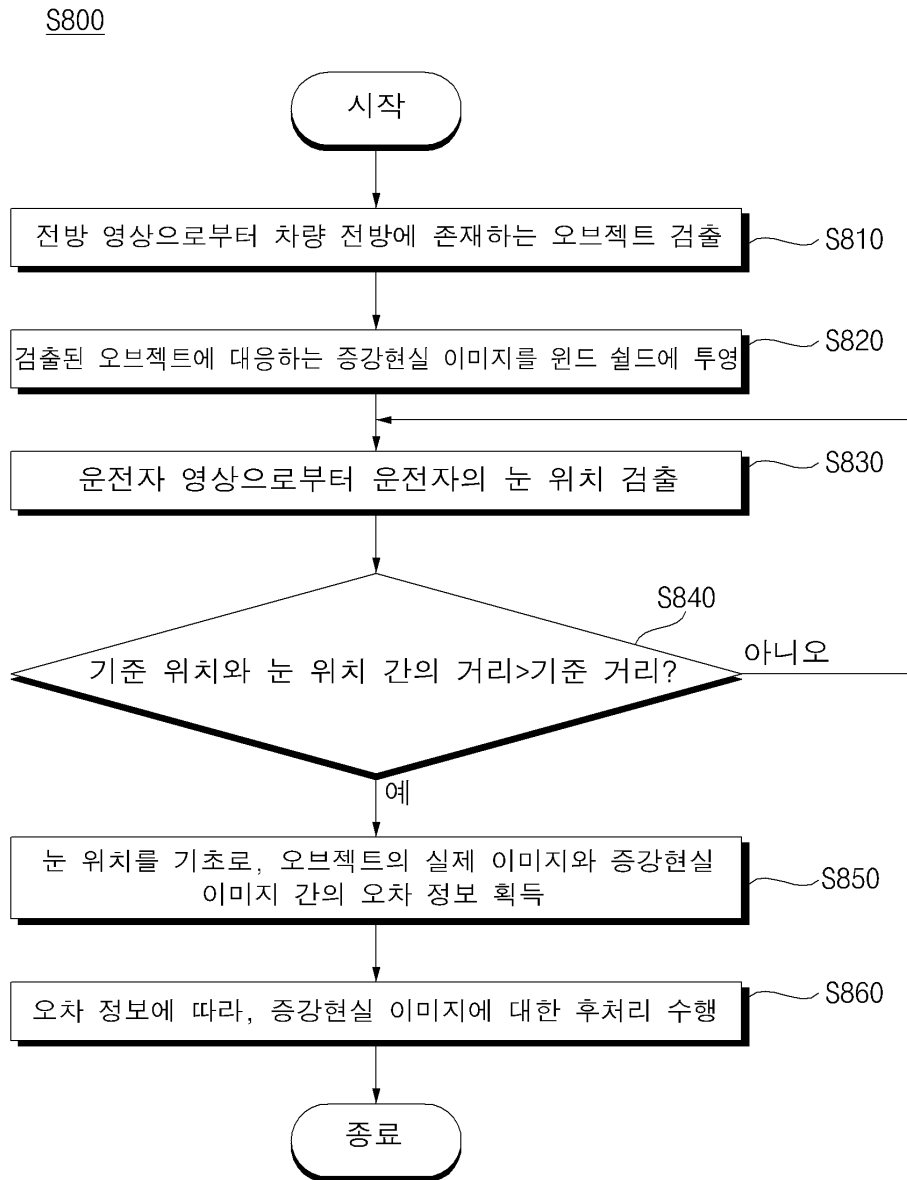 S800
시작
전방 영상으로부터 차량 전방에 존재하는 오브젝트 검출
S810
검출된 오브젝트에 대응하는 증강현실 이미지를 윈드 쉴드에 투영
S820
운전자 영상으로부터 운전자의 눈 위치 검출
S830
S840
기준 위치와 눈 위치 간의 거리>기준 거리?
아니오
예
눈 위치를 기초로, 오브젝트의 실제 이미지와 증강현실
이미지 간의 오차 정보 획득
S850
오차 정보에 따라, 증강현실 이미지에 대한 후처리 수행
S860
종료